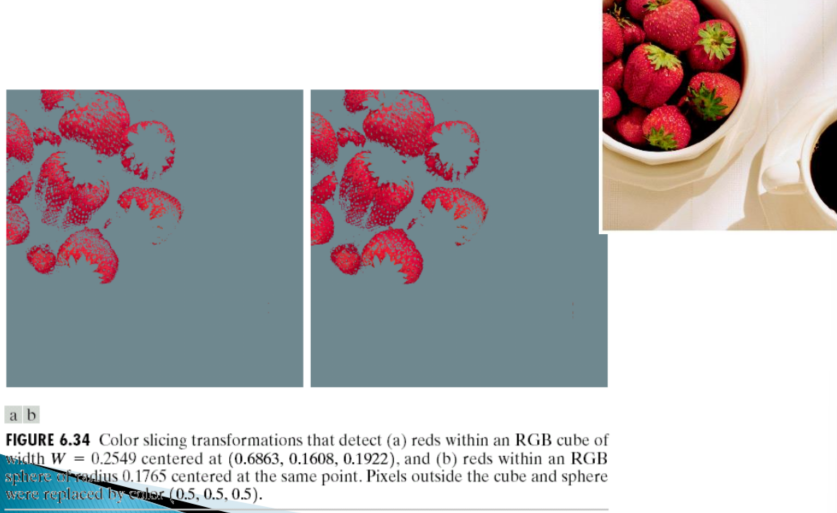 a b
FIGURE 6.34 Color slicing transformations that detect (a) reds within an RGB cube of
width W = 0.2549 centered at (0.6863, 0.1608, 0.1922), and (b) reds within an RGB
sphere of radius 0.1765 centered at the same point. Pixels outside the cube and sphere
were replaced by color (0.5, 0.5, 0.5).